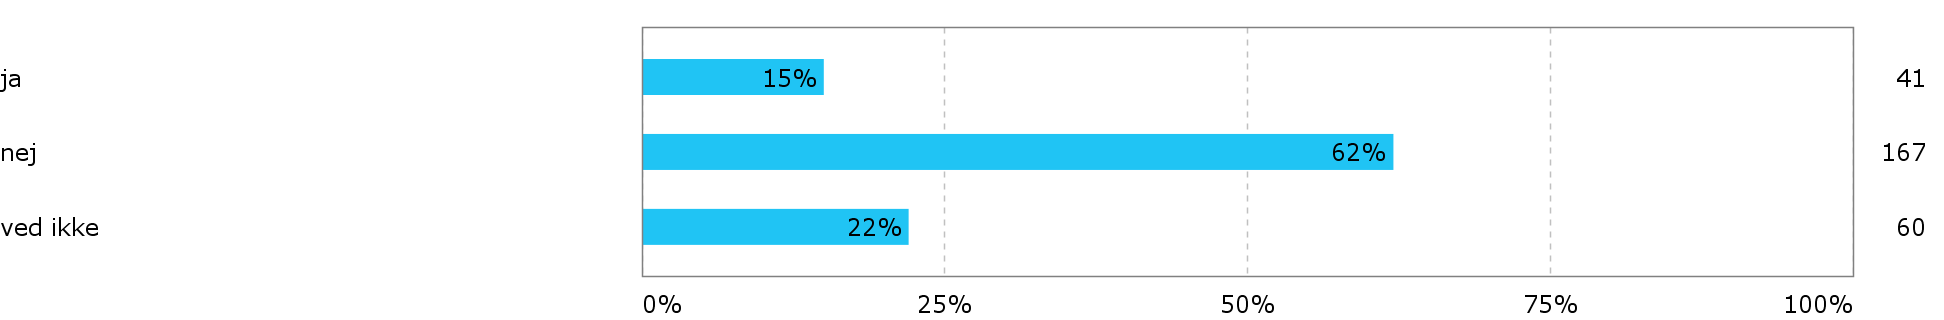 ja 15% 41
nej 62% 167
ved ikke 22% 60
0% 25% 50% 75% 100%